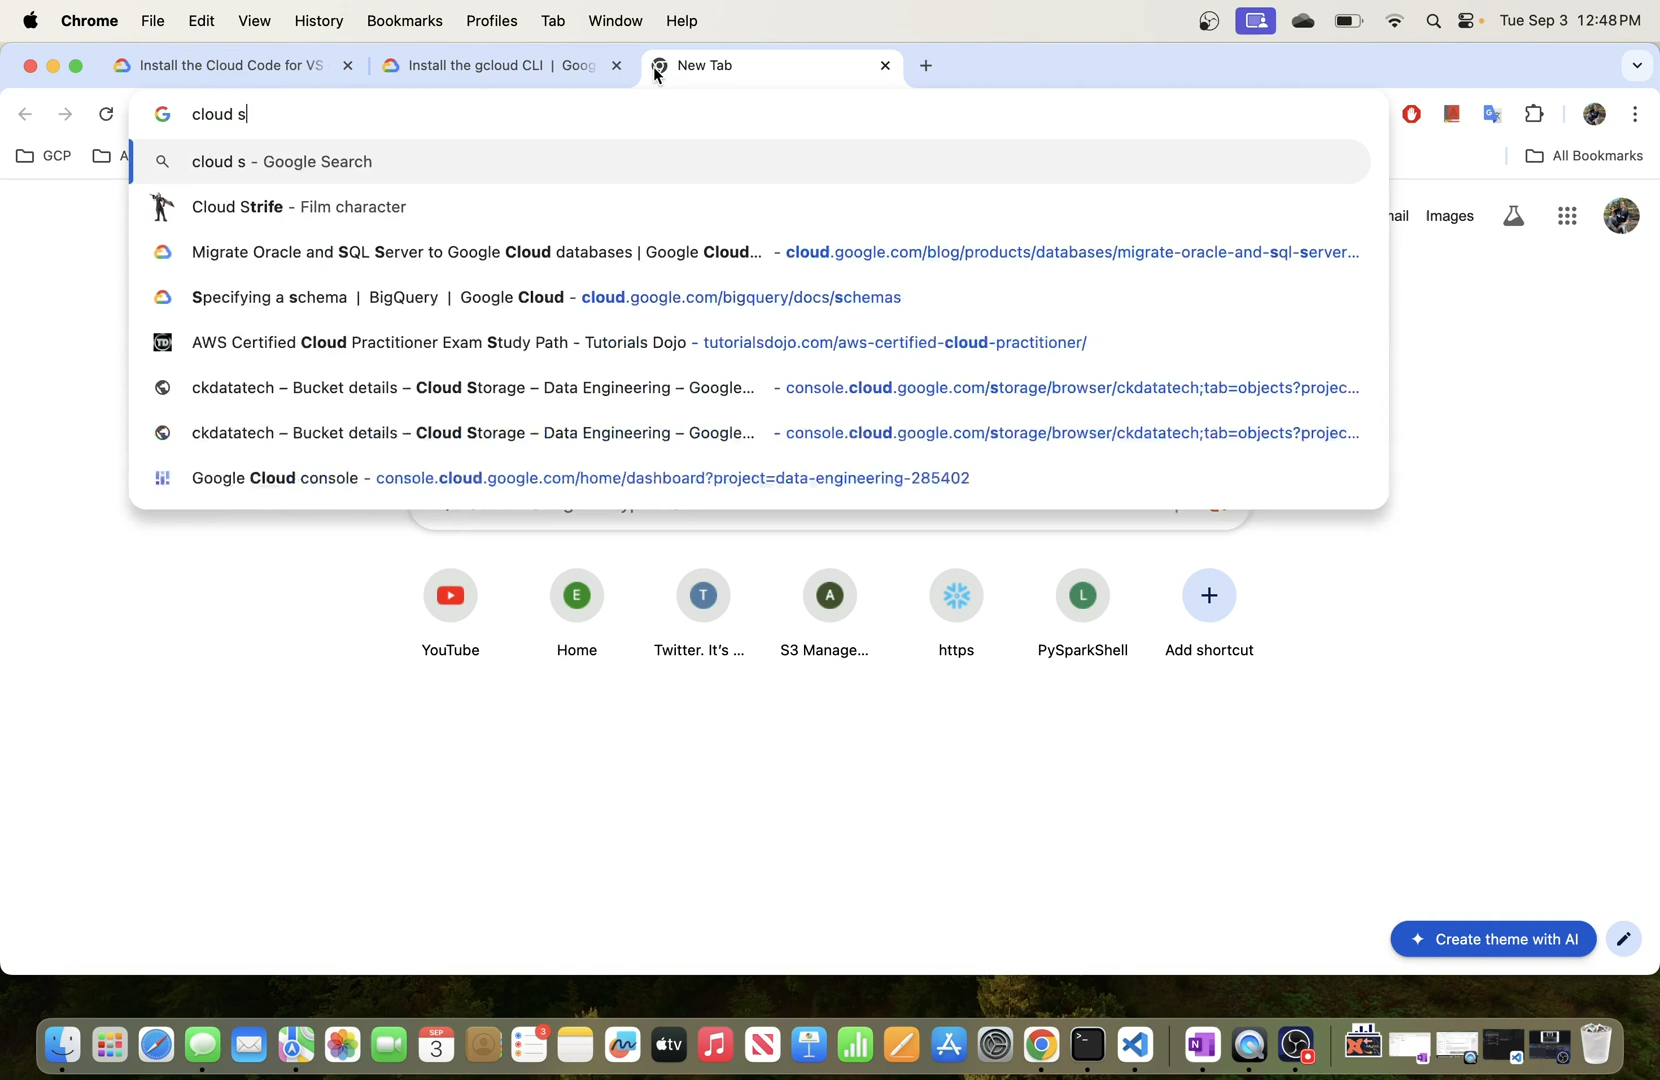 Chrome File Edit View History Bookmarks Profiles Tab Window Help Tue Sep 3 12:48 PM
Install the Cloud Code for VS Install the gcloud CLI | Goog New Tab
cloud s
GCP A All Bookmarks
cloud s - Google Search
Cloud Strife - Film character
Images
Migrate Oracle and SQL Server to Google Cloud databases | Google Cloud... - cloud.google.com/blog/products/databases/migrate-oracle-and-sql-server...
Specifying a schema | BigQuery | Google Cloud - cloud.google.com/bigquery/docs/schemas
TD AWS Certified Cloud Practitioner Exam Study Path - Tutorials Dojo - tutorialsdojo.com/aws-certified-cloud-practitioner/
ckdatatech – Bucket details – Cloud Storage – Data Engineering – Google... - console.cloud.google.com/storage/browser/ckdatatech;tab=objects?projec...
ckdatatech – Bucket details – Cloud Storage – Data Engineering – Google... - console.cloud.google.com/storage/browser/ckdatatech;tab=objects?projec...
Google Cloud console - console.cloud.google.com/home/dashboard?project=data-engineering-285402
E T A L
YouTube Home Twitter. It's ... S3 Manage... https PySparkShell Add shortcut
Create theme with AI
SEP
3 3 tv N